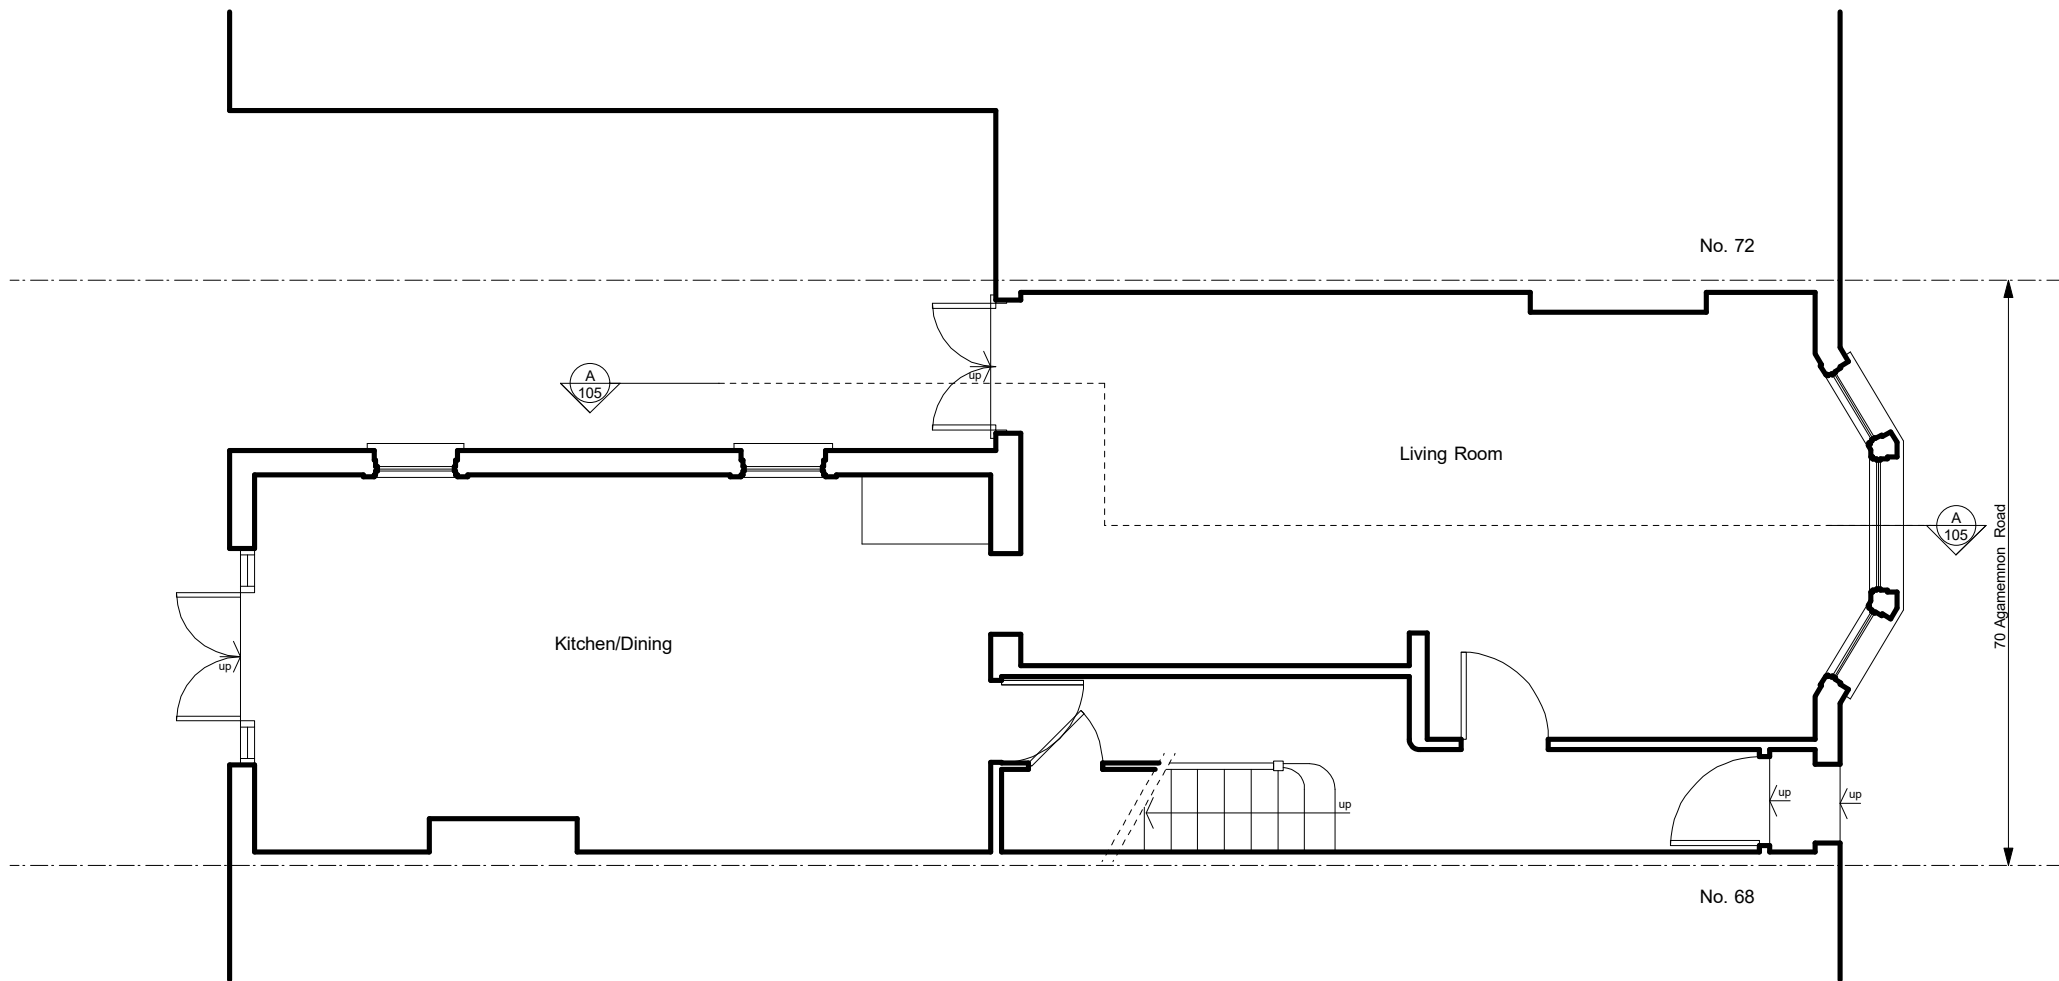 No. 72
up
A
105
Living Room
A
105
70 Agamemnon Road
Kitchen/Dining
up
up
up
up
No. 68